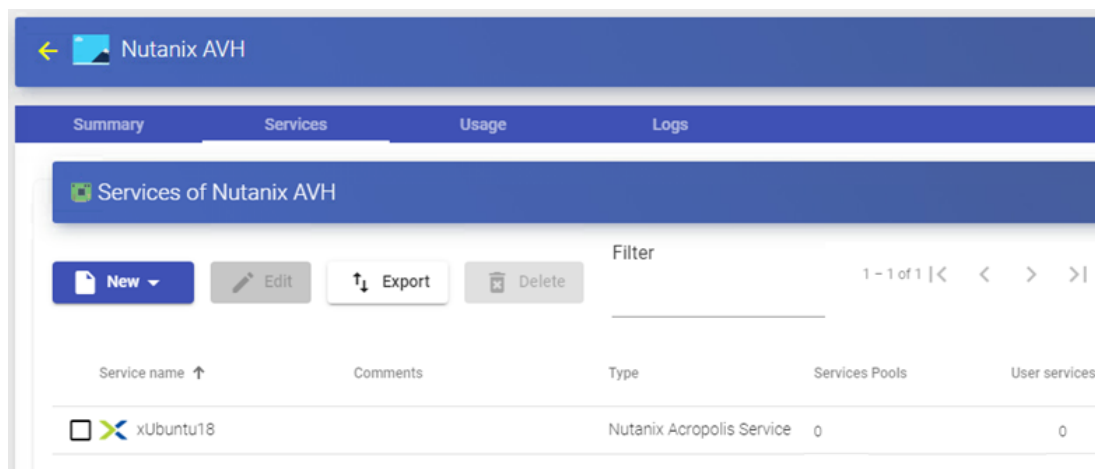 Nutanix AVH
Summary Services Usage Logs
Services of Nutanix AVH
New Edit Export Delete Filter 1 – 1 of 1
Service name Comments Type Services Pools User services
xUbuntu18 Nutanix Acropolis Service 0 0